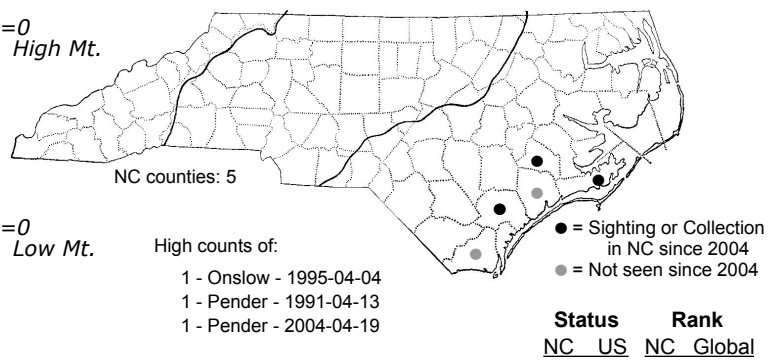 =0
High Mt.
NC counties: 5
=0
Low Mt.
High counts of:
1 - Onslow - 1995-04-04
1 - Pender - 1991-04-13
1 - Pender - 2004-04-19
= Sighting or Collection
in NC since 2004
= Not seen since 2004
Status Rank
NC US NC Global